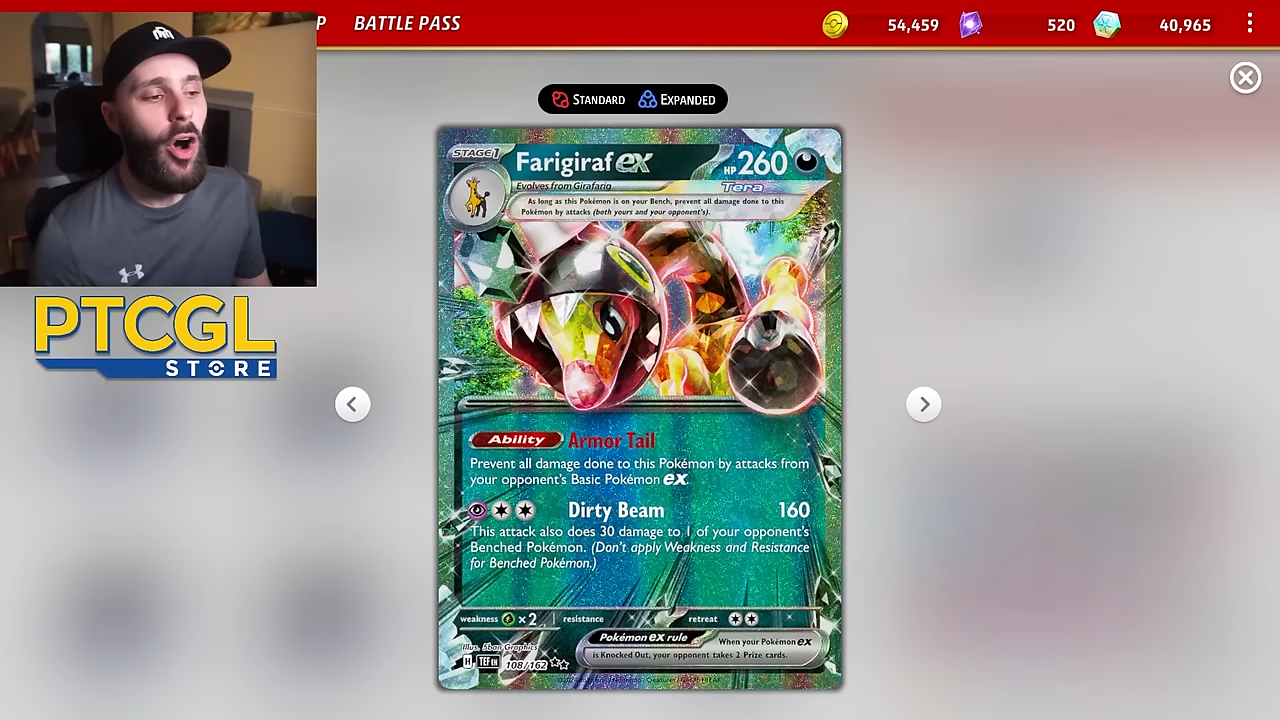 P BATTLE PASS 54,459 520 40,965
STANDARD EXPANDED
STAGE1 Farigiraf ex HP 260
Evolves from Girafarig Tera
As long as this Pokémon is on your Bench, prevent all damage done to this
Pokémon by attacks (both yours and your opponent's).
PTCGL
STORE
Ability Armor Tail
Prevent all damage done to this Pokémon by attacks from
your opponent's Basic Pokémon ex.
Dirty Beam 160
This attack also does 30 damage to 1 of your opponent's
Benched Pokémon. (Don't apply Weakness and Resistance
for Benched Pokémon.)
weakness ×2 resistance retreat
Pokémon ex rule When your Pokémon ex
is Knocked Out, your opponent takes 2 Prize cards.
Illus. 5ban Graphics
H TEF EN 108/162